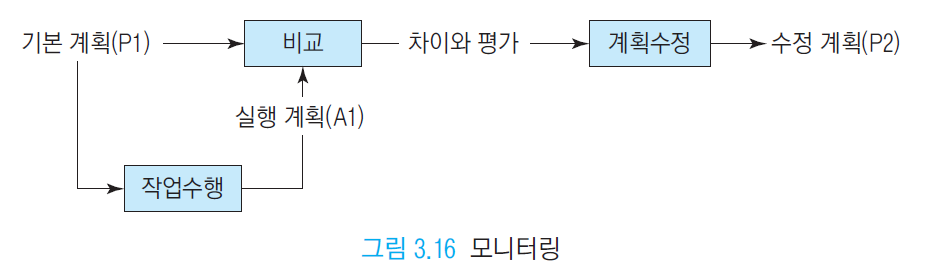 기본 계획(P1)
비교
차이와 평가
계획수정
수정 계획(P2)
실행 계획(A1)
작업수행
그림 3.16 모니터링